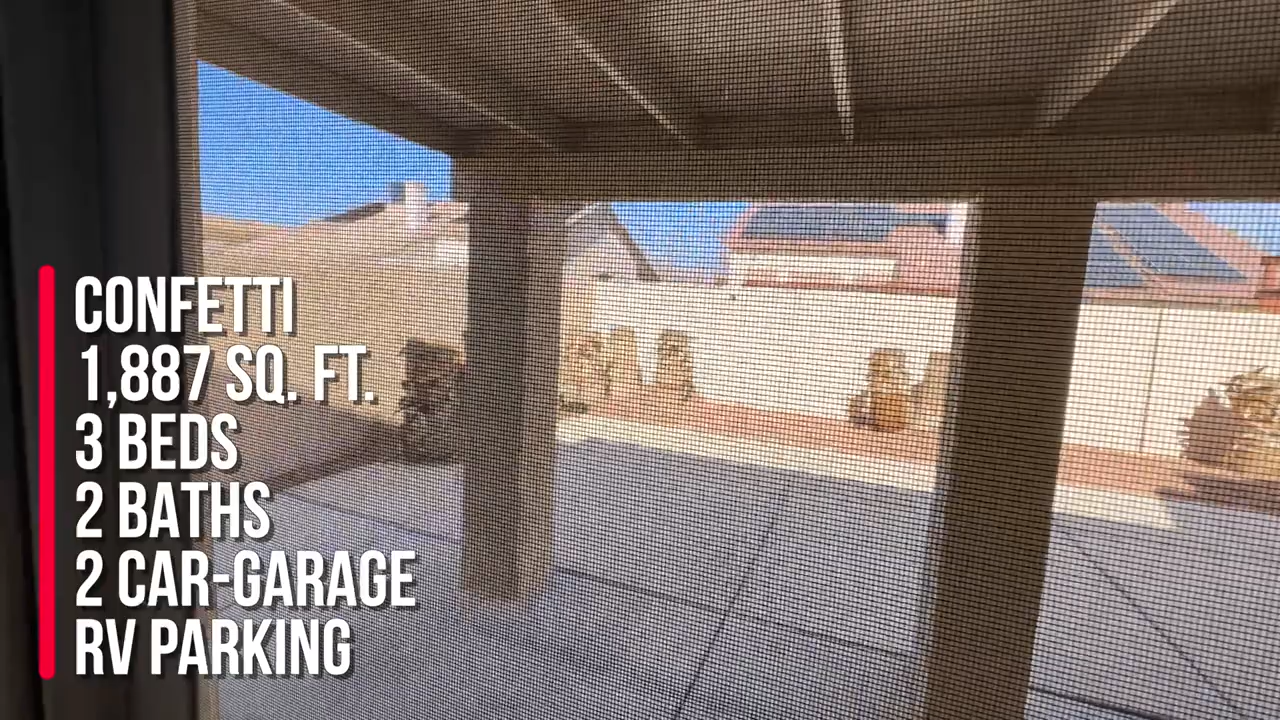 CONFETTI
1,887 SQ. FT.
3 BEDS
2 BATHS
2 CAR-GARAGE
RV PARKING